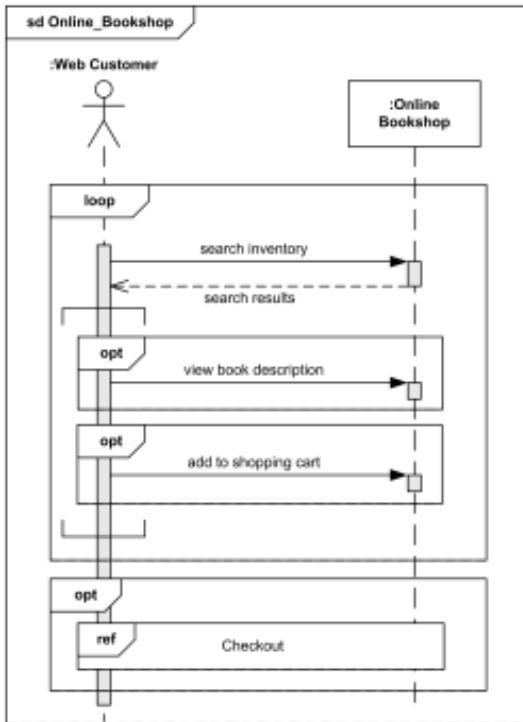 sd Online_Bookshop
:Web Customer
:Online
Bookshop
loop
search inventory
search results
opt
view book description
opt
add to shopping cart
opt
ref
Checkout